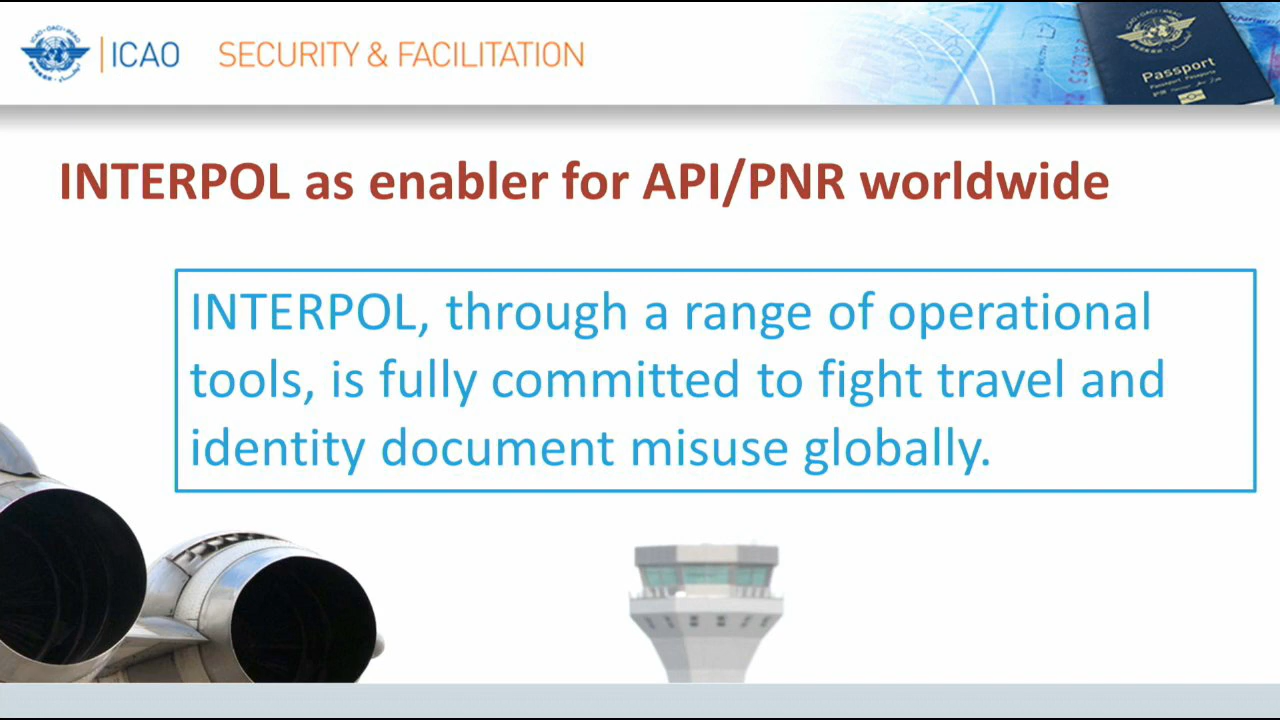 ICAO
SECURITY & FACILITATION
Passport
INTERPOL as enabler for API/PNR worldwide
INTERPOL, through a range of operational
tools, is fully committed to fight travel and
identity document misuse globally.